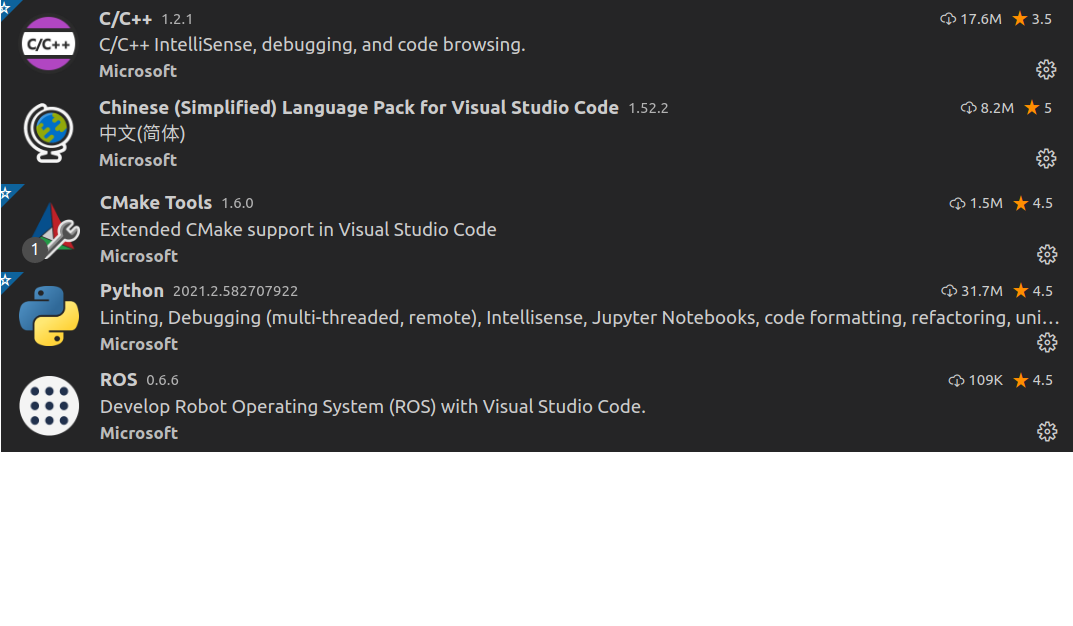 C/C++ 1.2.1 17.6M 3.5
C/C++ C/C++ IntelliSense, debugging, and code browsing.
Microsoft
Chinese (Simplified) Language Pack for Visual Studio Code 1.52.2 8.2M 5
中文(简体)
Microsoft
CMake Tools 1.6.0 1.5M 4.5
Extended CMake support in Visual Studio Code
1 Microsoft
Python 2021.2.582707922 31.7M 4.5
Linting, Debugging (multi-threaded, remote), Intellisense, Jupyter Notebooks, code formatting, refactoring, uni...
Microsoft
ROS 0.6.6 109K 4.5
Develop Robot Operating System (ROS) with Visual Studio Code.
Microsoft